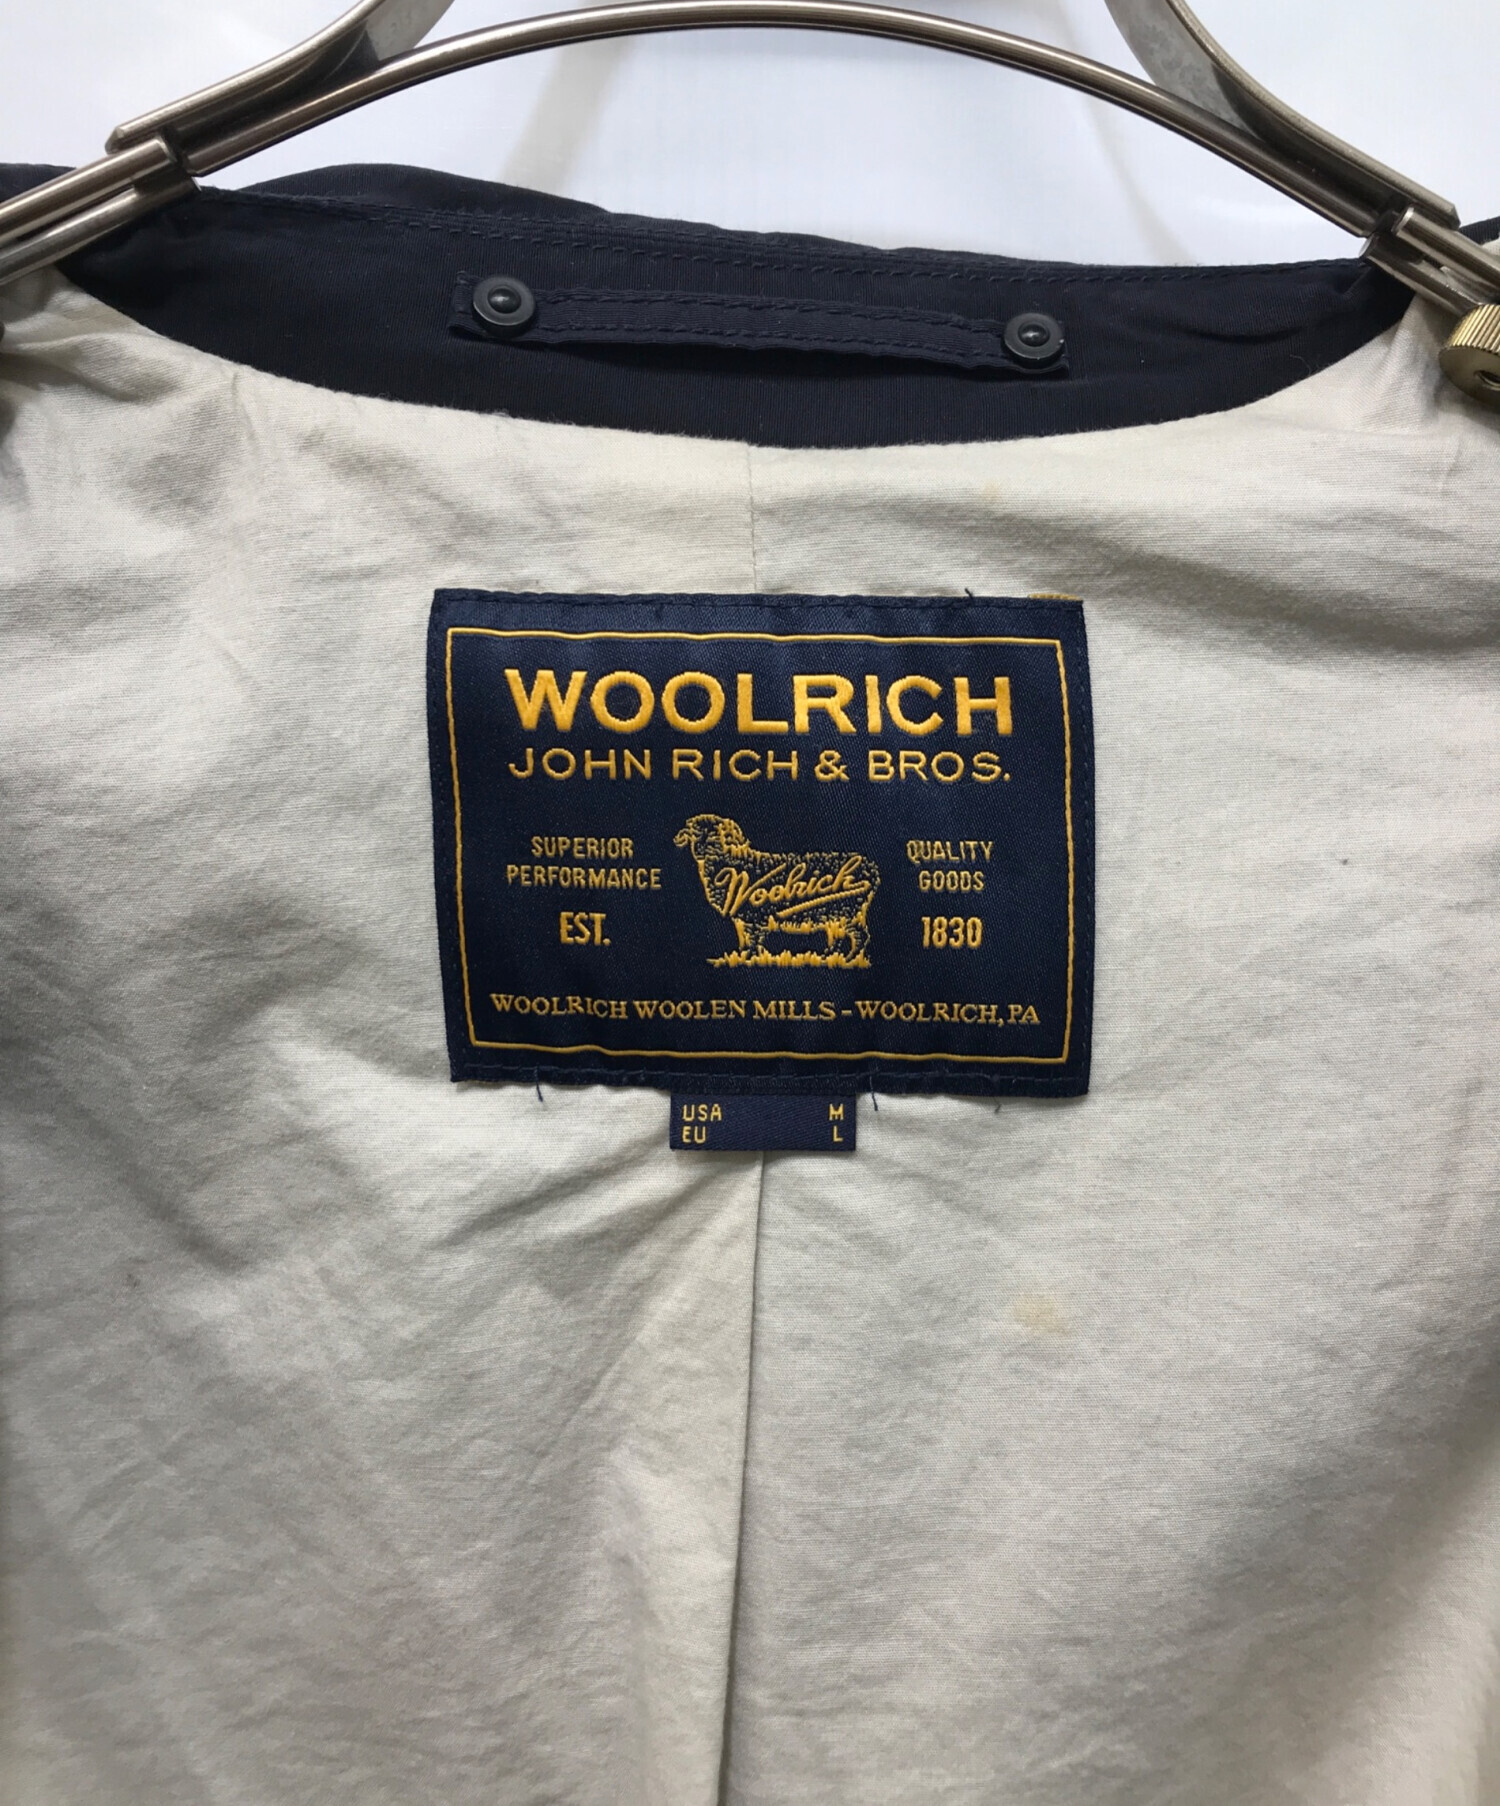 WOOLRICH
JOHN RICH & BROS.
SUPERIOR
PERFORMANCE
EST.
Woolrich
QUALITY
GOODS
1830
WOOLRICH WOOLEN MILLS - WOOLRICH, PA
USA M
EU L